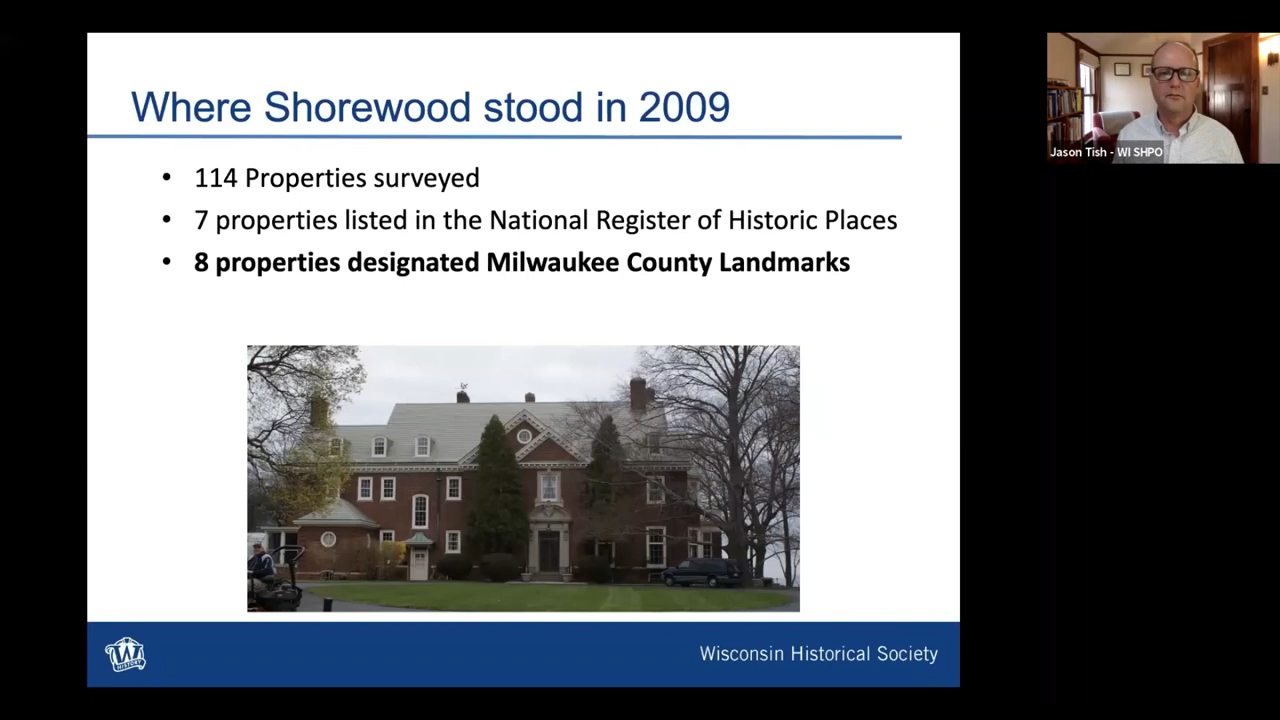 Where Shorewood stood in 2009
• 114 Properties surveyed
• 7 properties listed in the National Register of Historic Places
• 8 properties designated Milwaukee County Landmarks
W
HISTORY
Wisconsin Historical Society
Jason Tish - WI SHPO